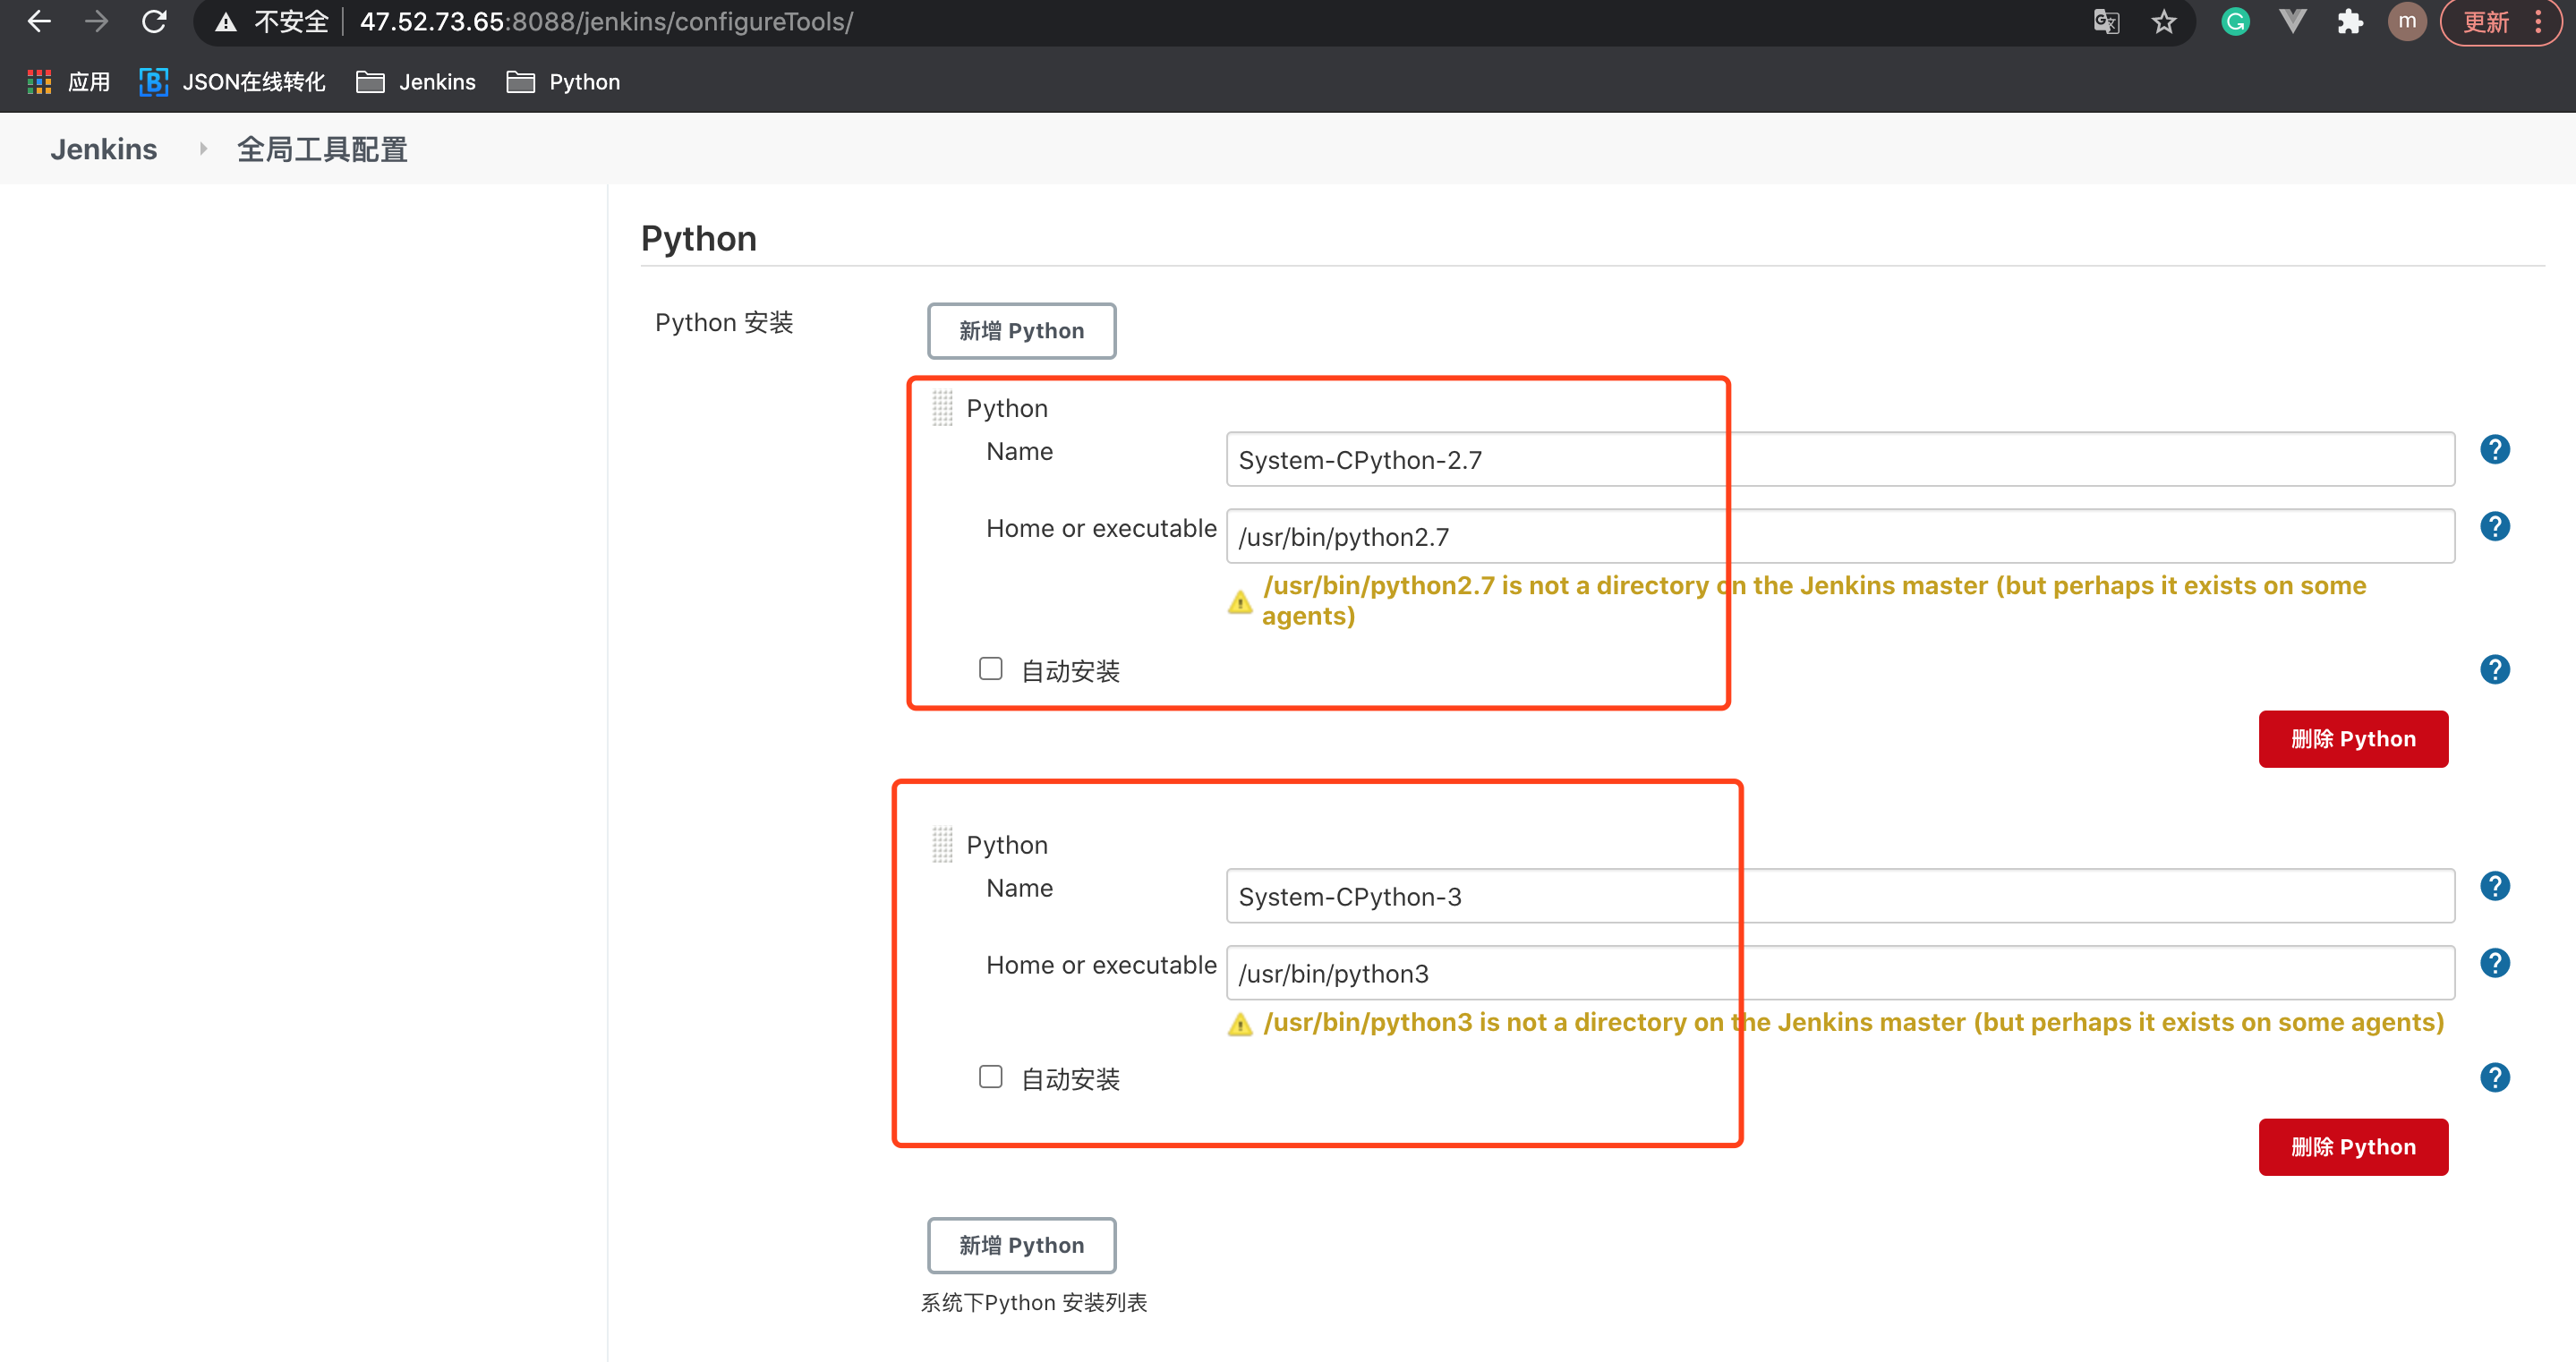 不安全 47.52.73.65:8088/jenkins/configureTools/ m 更新
应用 JSON在线转化 Jenkins Python
Jenkins 全局工具配置
Python
Python 安装
新增 Python
Python
Name
System-CPython-2.7
Home or executable
/usr/bin/python2.7
/usr/bin/python2.7 is not a directory on the Jenkins master (but perhaps it exists on some
agents)
自动安装
删除 Python
Python
Name
System-CPython-3
Home or executable
/usr/bin/python3
/usr/bin/python3 is not a directory on the Jenkins master (but perhaps it exists on some agents)
自动安装
删除 Python
新增 Python
系统下Python 安装列表